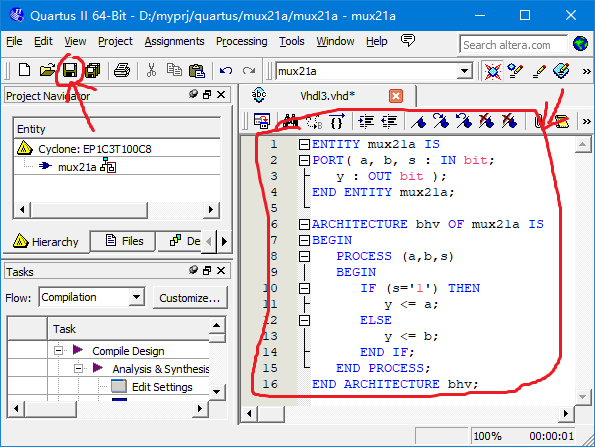 Quartus II 64-Bit - D:/myprj/quartus/mux21a/mux21a - mux21a
File Edit View Project Assignments Processing Tools Window Help Search altera.com
mux21a
Project Navigator
Entity
Cyclone: EP1C3T100C8
mux21a
Hierarchy Files De
Tasks
Flow: Compilation Customize...
Task
Compile Design
Analysis & Synthesis
Edit Settings
abc Vhdl3.vhd*
1 ENTITY mux21a IS
2 PORT( a, b, s : IN bit;
3 y : OUT bit );
4 END ENTITY mux21a;
5
6 ARCHITECTURE bhv OF mux21a IS
7 BEGIN
8 PROCESS (a,b,s)
9 BEGIN
10 IF (s='1') THEN
11 y <= a;
12 ELSE
13 y <= b;
14 END IF;
15 END PROCESS;
16 END ARCHITECTURE bhv;
100% 00:00:01